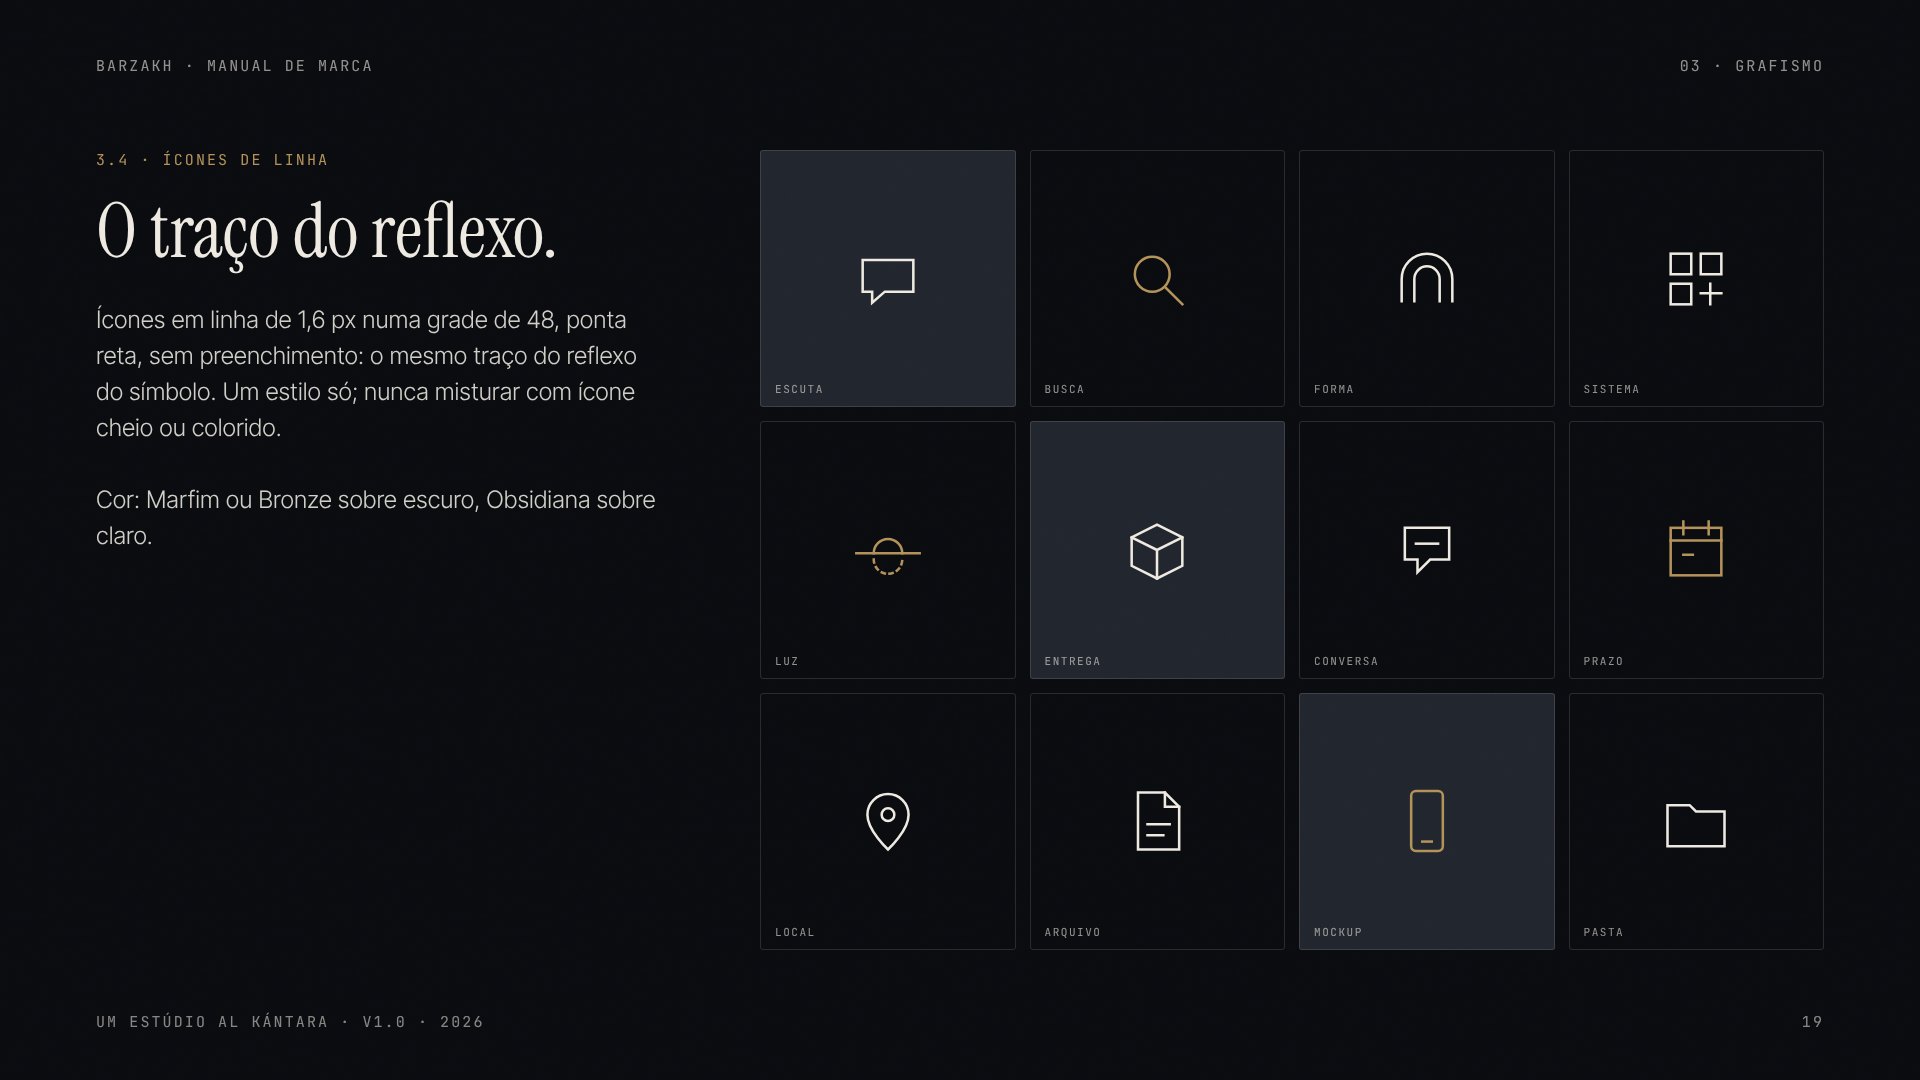 BARZAKH · MANUAL DE MARCA
03 · GRAFISMO
3.4 · ÍCONES DE LINHA
O traço do reflexo.
Ícones em linha de 1,6 px numa grade de 48, ponta
reta, sem preenchimento: o mesmo traço do reflexo
do símbolo. Um estilo só; nunca misturar com ícone
cheio ou colorido.
Cor: Marfim ou Bronze sobre escuro, Obsidiana sobre
claro.
ESCUTA
BUSCA
FORMA
SISTEMA
LUZ
ENTREGA
CONVERSA
PRAZO
LOCAL
ARQUIVO
MOCKUP
PASTA
UM ESTÚDIO AL KÁNTARA · V1.0 · 2026
19